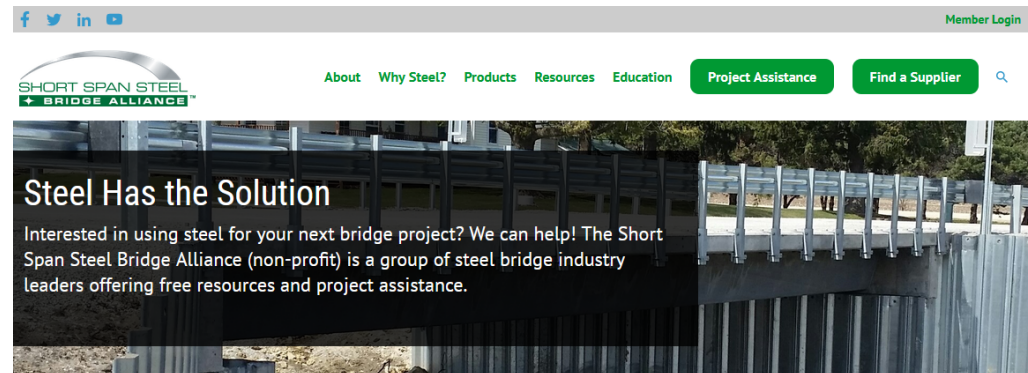 Member Login
SHORT SPAN STEEL
BRIDGE ALLIANCE™
About Why Steel? Products Resources Education Project Assistance Find a Supplier
Steel Has the Solution
Interested in using steel for your next bridge project? We can help! The Short
Span Steel Bridge Alliance (non-profit) is a group of steel bridge industry
leaders offering free resources and project assistance.